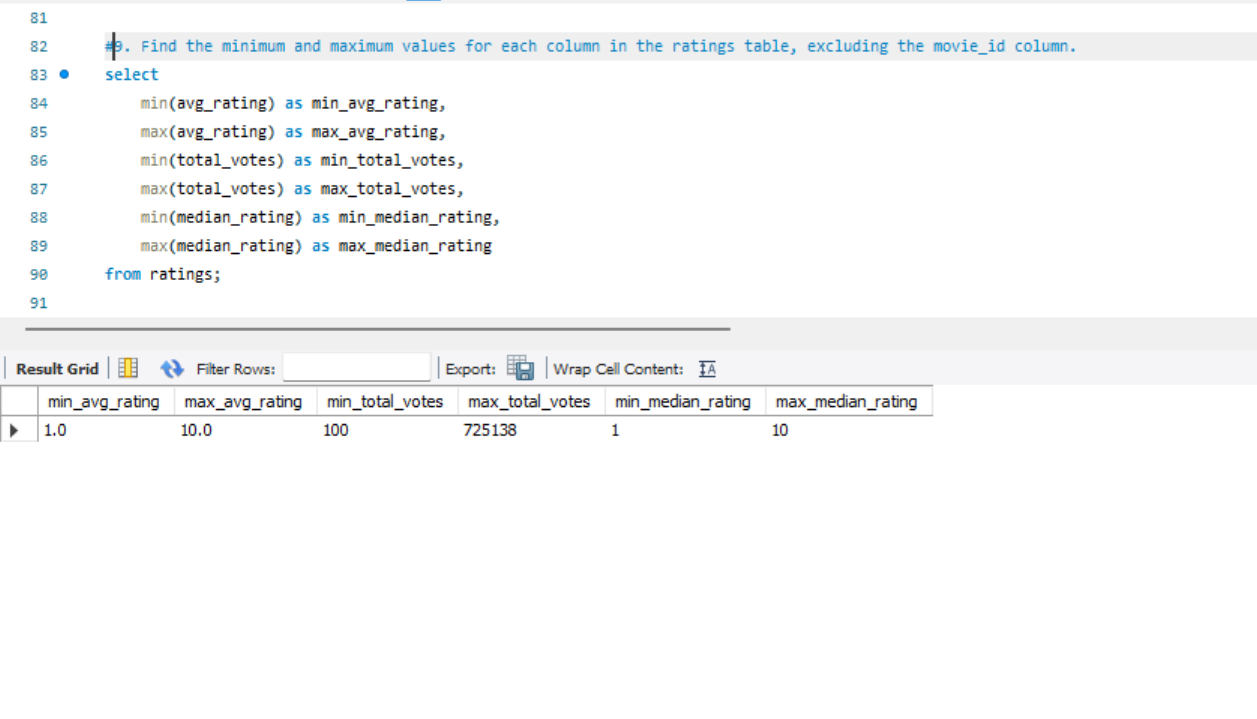 81
82 #9. Find the minimum and maximum values for each column in the ratings table, excluding the movie_id column.
83 select
84 min(avg_rating) as min_avg_rating,
85 max(avg_rating) as max_avg_rating,
86 min(total_votes) as min_total_votes,
87 max(total_votes) as max_total_votes,
88 min(median_rating) as min_median_rating,
89 max(median_rating) as max_median_rating
90 from ratings;
91
Result Grid Filter Rows: Export: Wrap Cell Content: IA
min_avg_rating max_avg_rating min_total_votes max_total_votes min_median_rating max_median_rating
1.0 10.0 100 725138 1 10